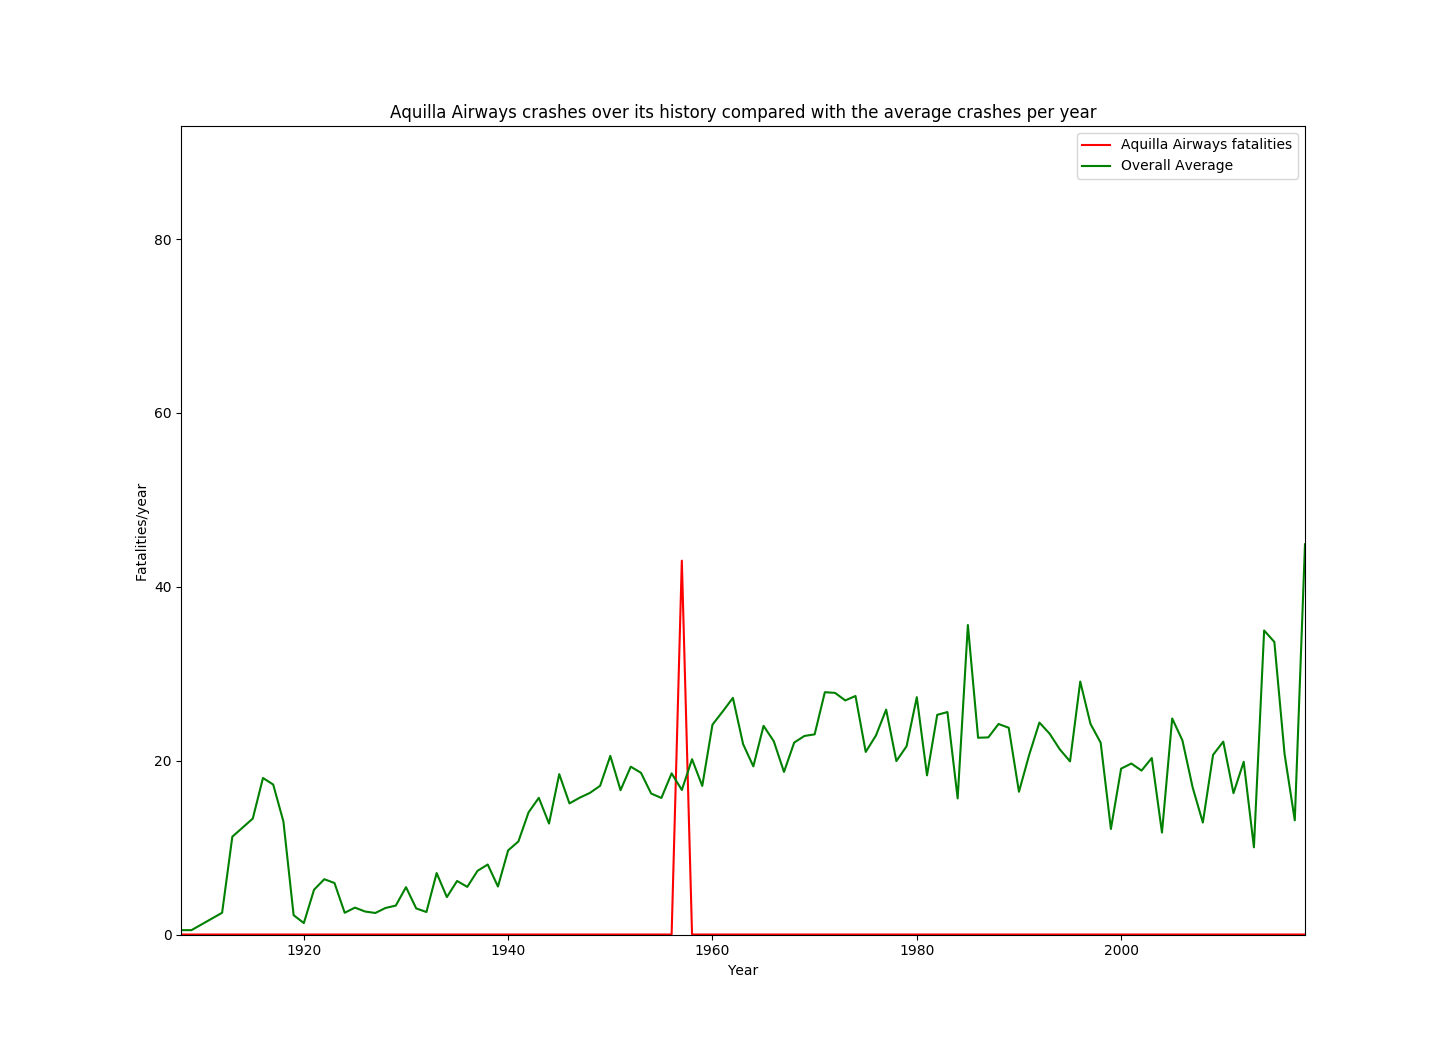 Aquilla Airways crashes over its history compared with the average crashes per year
Aquilla Airways fatalities
Overall Average
80
60
40
20
0
Fatalities/year
1920
1940
1960
1980
2000
Year